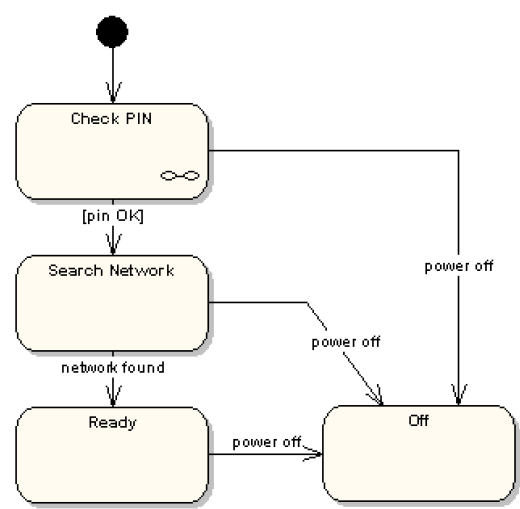 Check PIN
[pin OK]
Search Network
power off
power off
network found
Ready
Off
power off